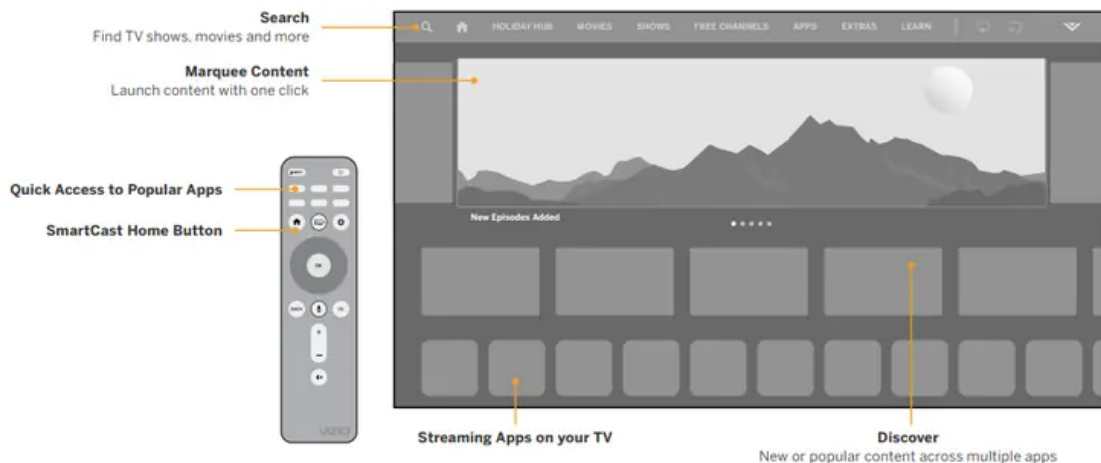 Search
Find TV shows, movies and more
HOLIDAY HUB MOVIES SHOWS FREE CHANNELS APPS EXTRAS LEARN
Marquee Content
Launch content with one click
Quick Access to Popular Apps
SmartCast Home Button
New Episodes Added
OK
BACK
VIZIO
Streaming Apps on your TV
Discover
New or popular content across multiple apps